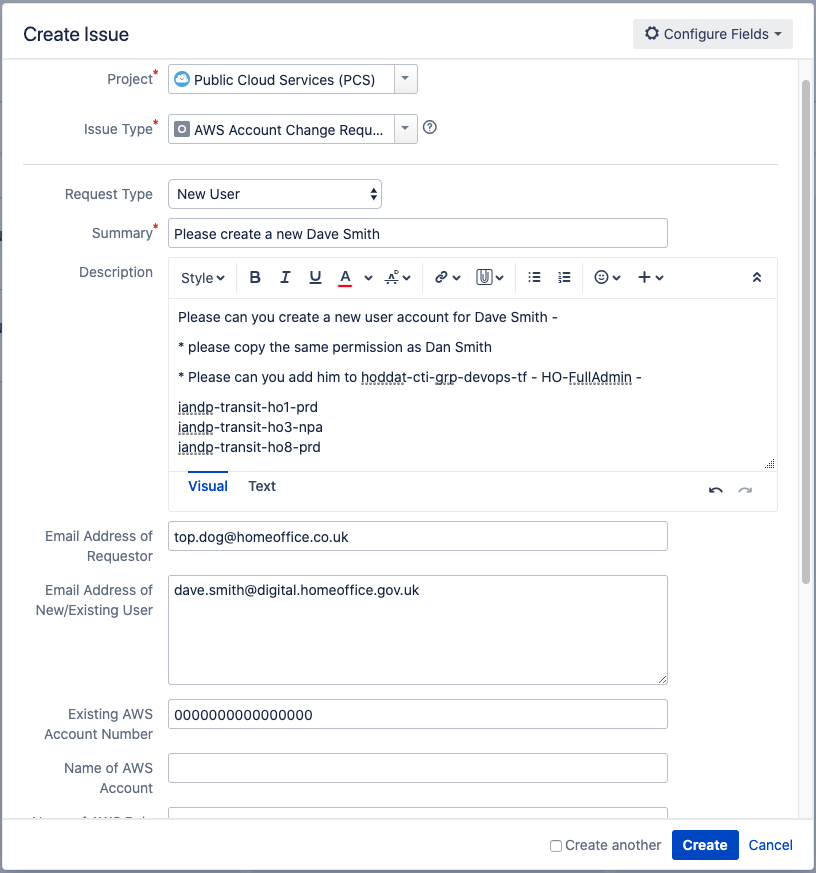 Create Issue
Configure Fields
Project*
Public Cloud Services (PCS)
Issue Type*
AWS Account Change Requ...
Request Type
New User
Summary*
Please create a new Dave Smith
Description
Style B I U A
Please can you create a new user account for Dave Smith -
* please copy the same permission as Dan Smith
* Please can you add him to hoddat-cti-grp-devops-tf - HO-FullAdmin -
iandp-transit-ho1-prd
iandp-transit-ho3-npa
iandp-transit-ho8-prd
Visual Text
Email Address of
Requestor
top.dog@homeoffice.co.uk
Email Address of
New/Existing User
dave.smith@digital.homeoffice.gov.uk
Existing AWS
Account Number
0000000000000000
Name of AWS
Account
Create another
Create
Cancel